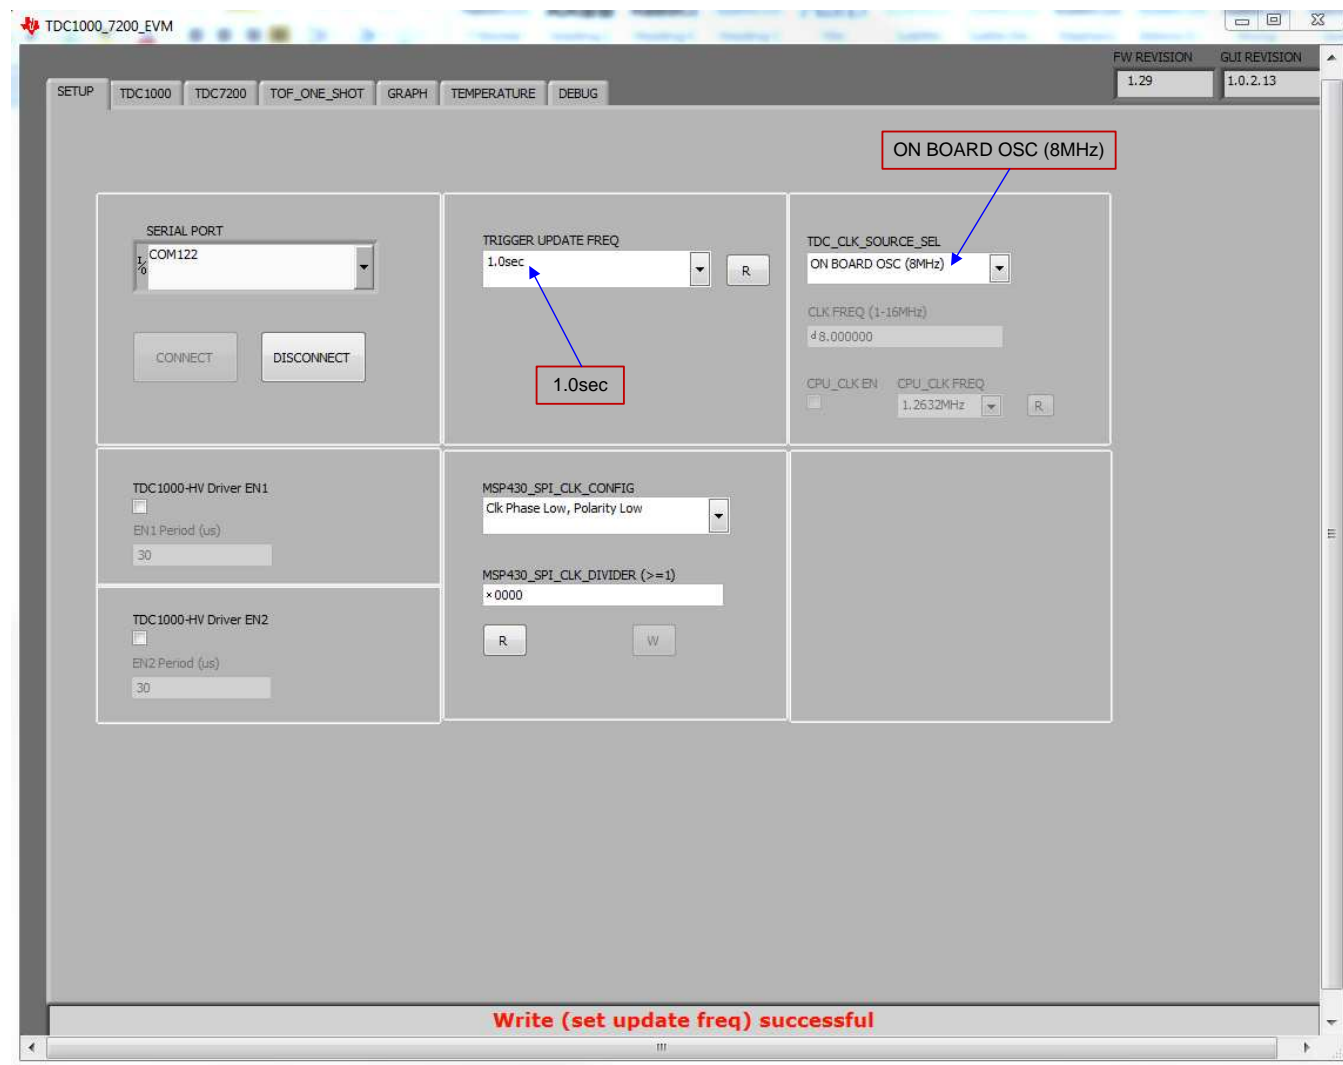 TDC1000_7200_EVM
FW REVISION
GUI REVISION
1.29
1.0.2.13
SETUP
TDC1000
TDC7200
TOF_ONE_SHOT
GRAPH
TEMPERATURE
DEBUG
ON BOARD OSC (8MHz)
SERIAL PORT
I/O COM122
CONNECT
DISCONNECT
TRIGGER UPDATE FREQ
1.0sec
R
1.0sec
TDC_CLK_SOURCE_SEL
ON BOARD OSC (8MHz)
CLK FREQ (1-16MHz)
d 8.000000
CPU_CLK EN
CPU_CLK FREQ
1.2632MHz
R
TDC1000-HV Driver EN1
EN1 Period (us)
30
TDC1000-HV Driver EN2
EN2 Period (us)
30
MSP430_SPI_CLK_CONFIG
Clk Phase Low, Polarity Low
MSP430_SPI_CLK_DIVIDER (>=1)
x 0000
R
W
Write (set update freq) successful